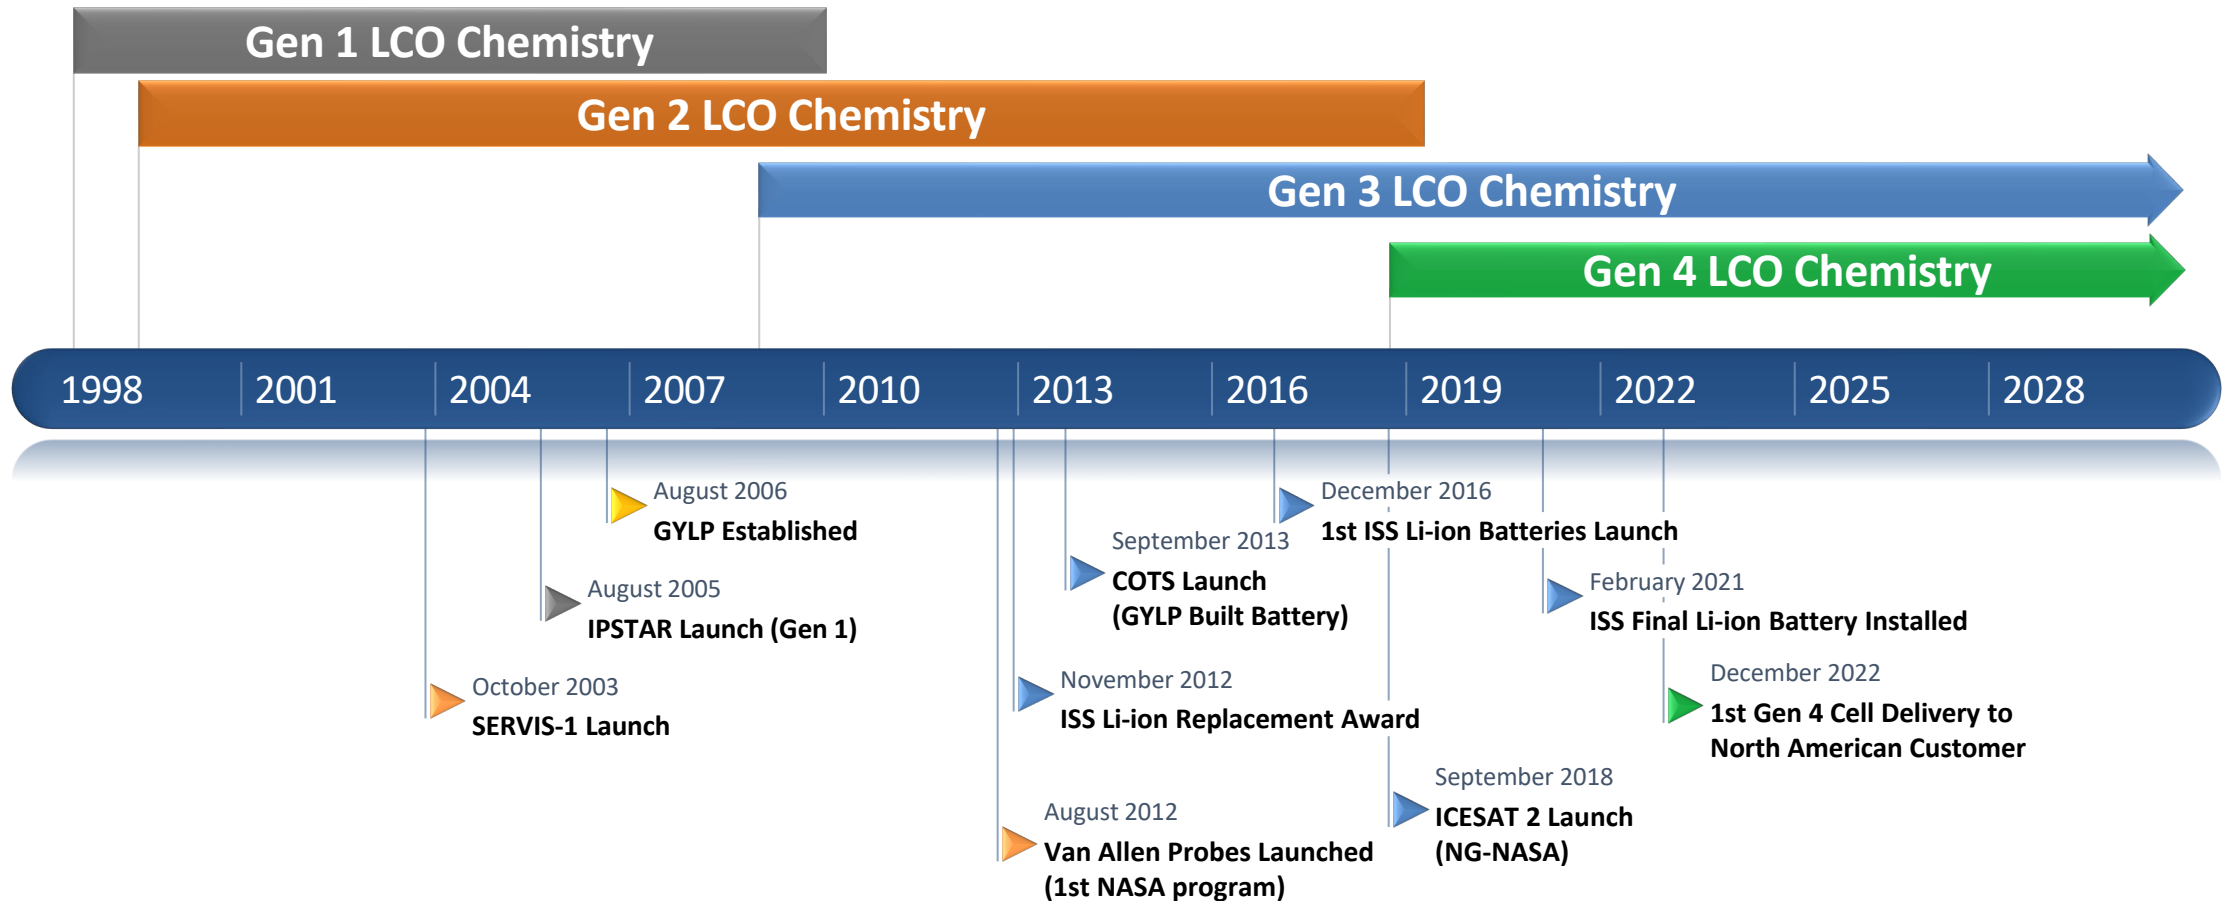 Gen 1 LCO Chemistry
Gen 2 LCO Chemistry
Gen 3 LCO Chemistry
Gen 4 LCO Chemistry
1998 2001 2004 2007 2010 2013 2016 2019 2022 2025 2028
August 2006
GYLP Established
August 2005
IPSTAR Launch (Gen 1)
October 2003
SERVIS-1 Launch
December 2016
1st ISS Li-ion Batteries Launch
September 2013
COTS Launch
(GYLP Built Battery)
November 2012
ISS Li-ion Replacement Award
August 2012
Van Allen Probes Launched
(1st NASA program)
February 2021
ISS Final Li-ion Battery Installed
December 2022
1st Gen 4 Cell Delivery to
North American Customer
September 2018
ICESAT 2 Launch
(NG-NASA)